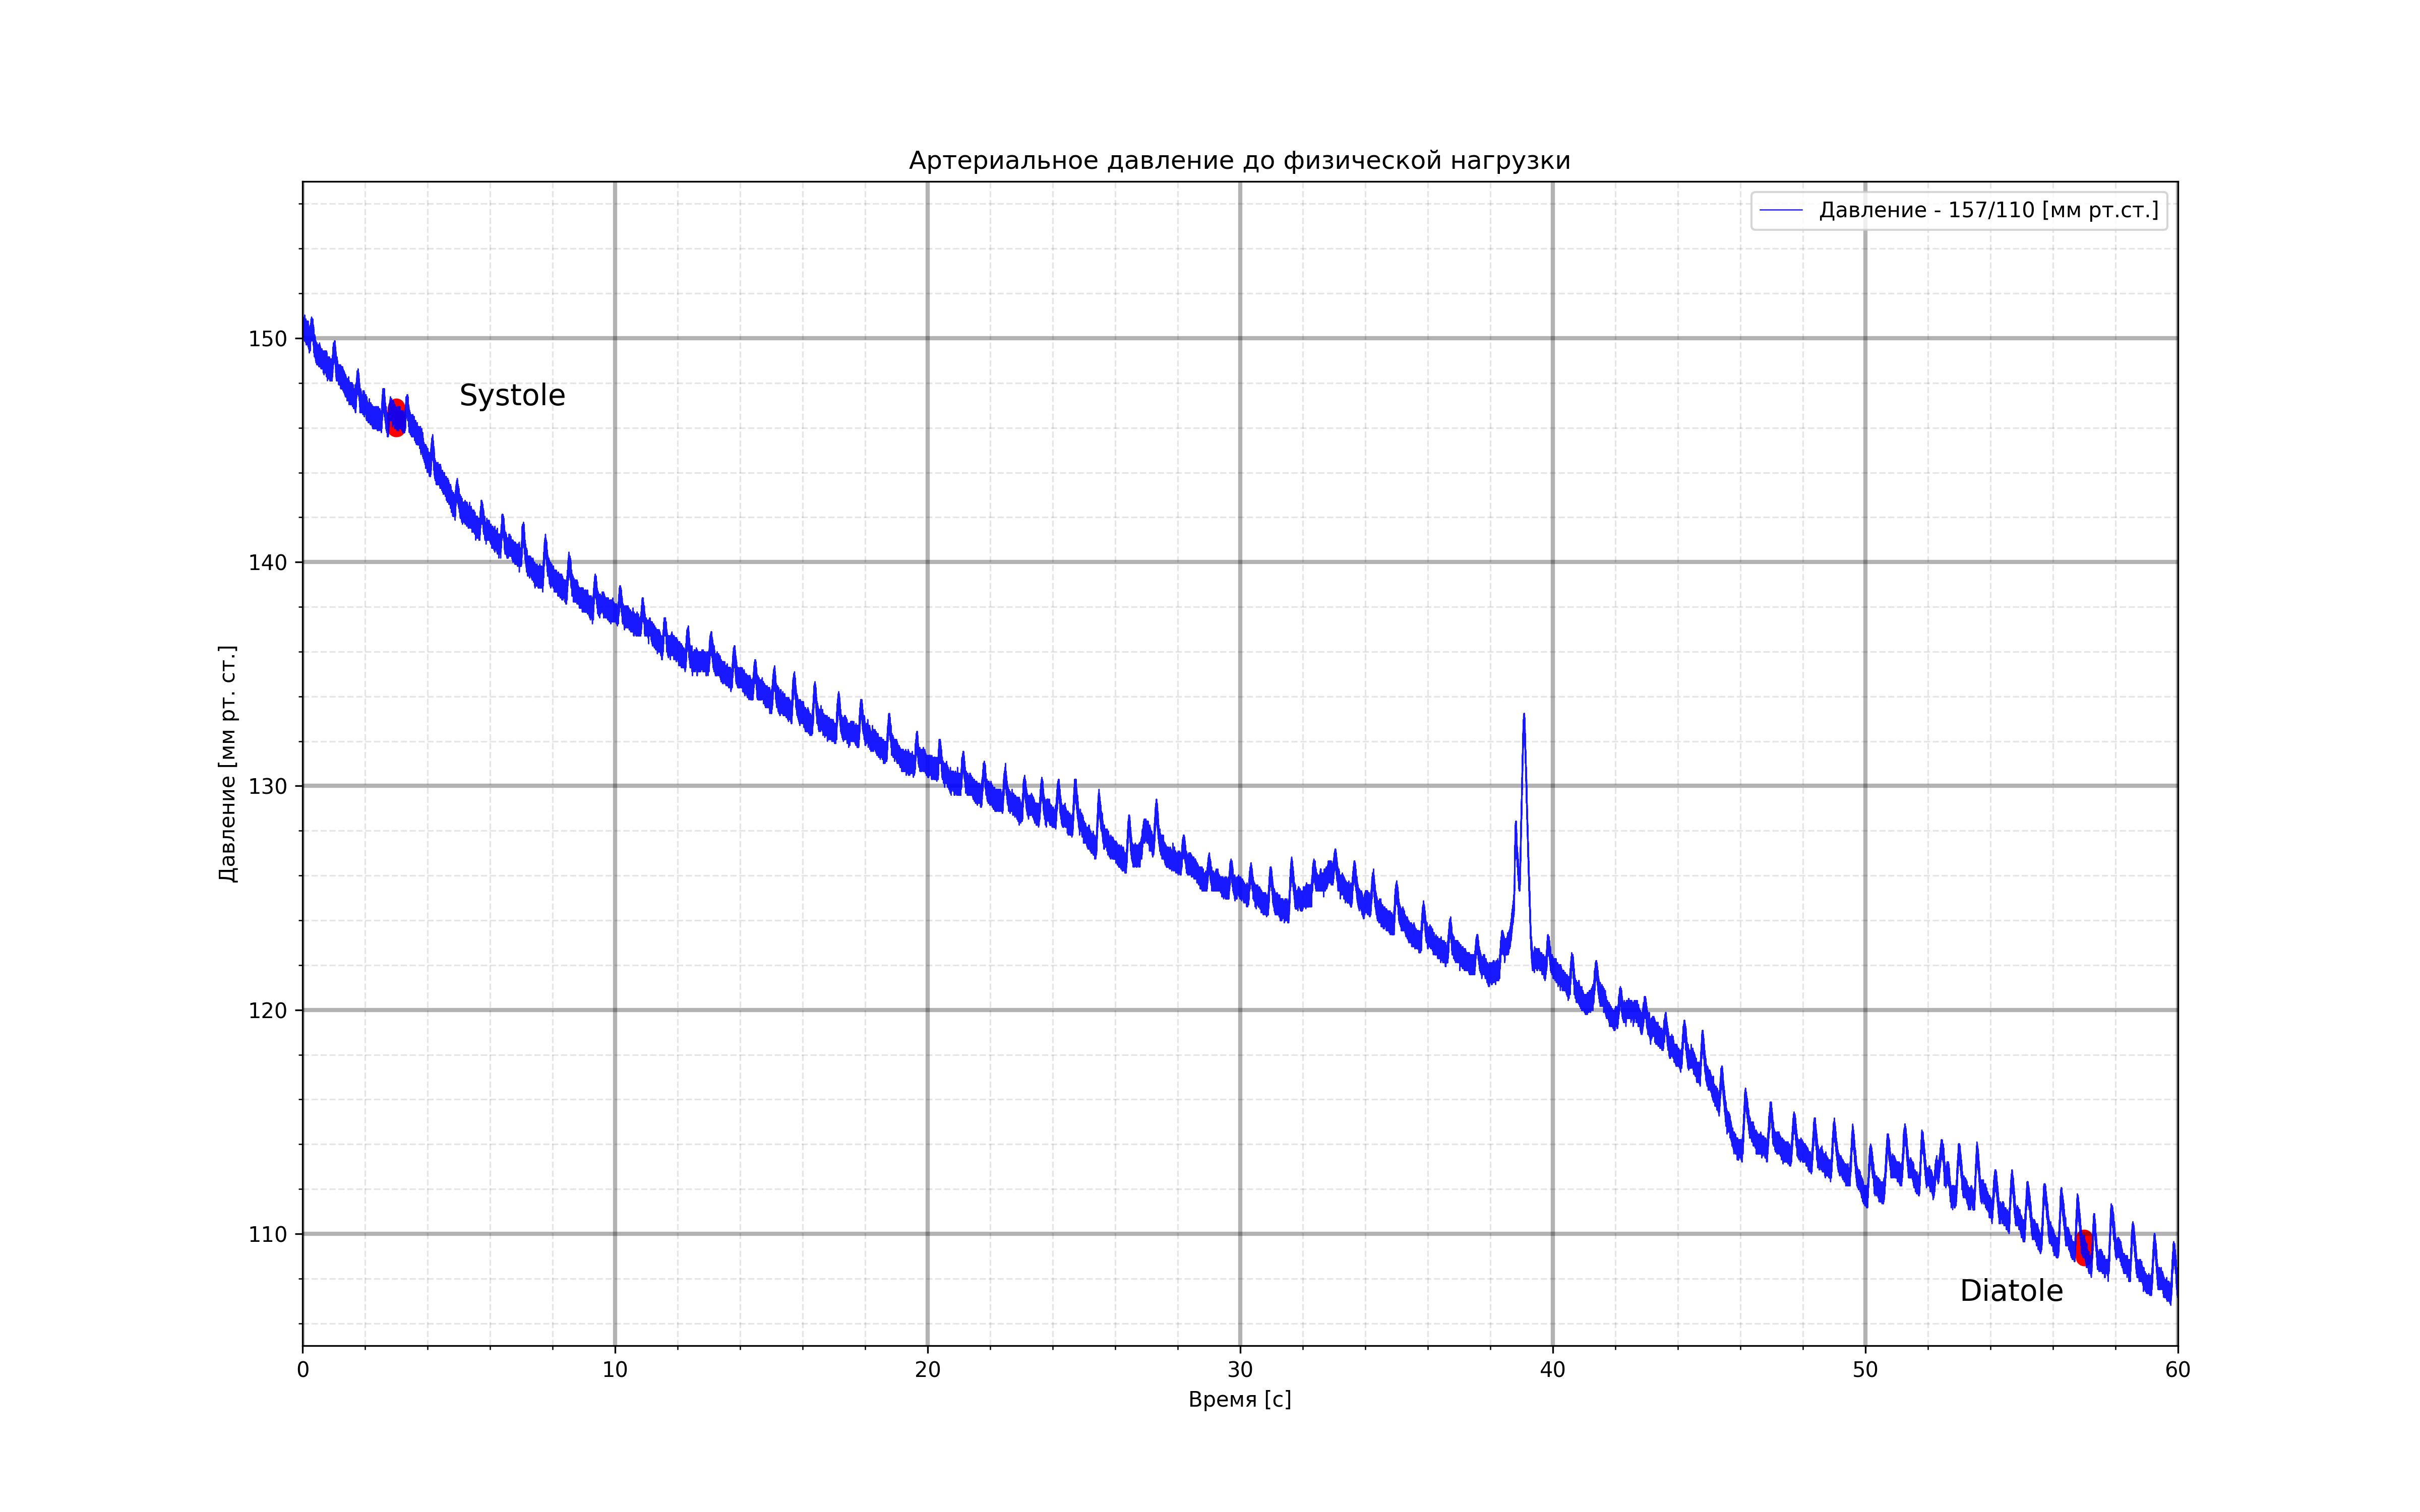 Артериальное давление до физической нагрузки
Давление - 157/110 [мм рт.ст.]
Systole
Diatole
150
140
130
120
110
Давление [мм рт. ст.]
0 10 20 30 40 50 60
Время [с]